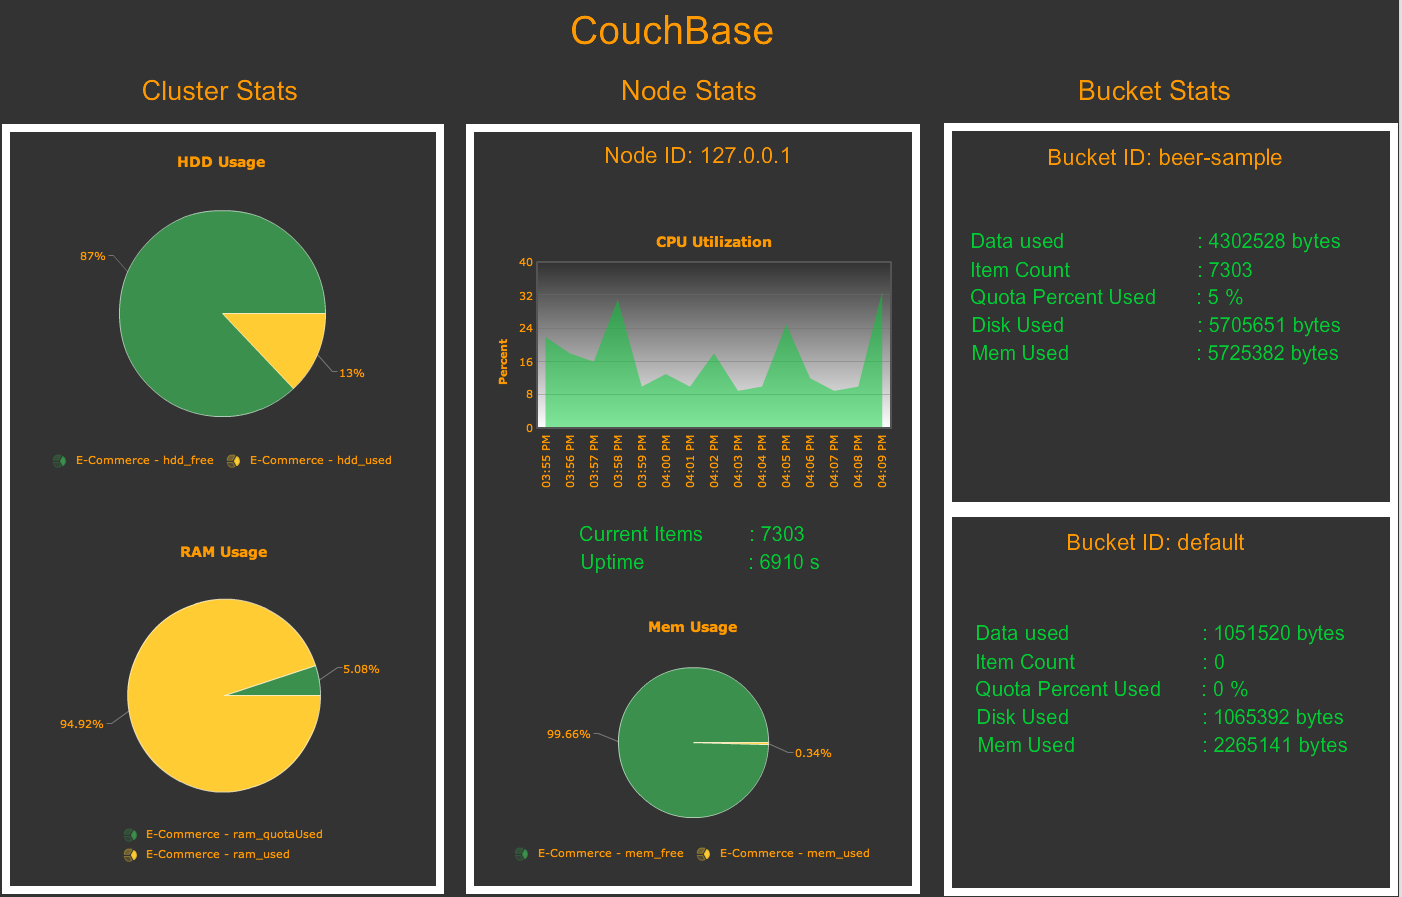 CouchBase
Cluster Stats
HDD Usage
87%
13%
E-Commerce - hdd_free
E-Commerce - hdd_used
RAM Usage
5.08%
94.92%
E-Commerce - ram_quotaUsed
E-Commerce - ram_used
Node Stats
Node ID: 127.0.0.1
CPU Utilization
Percent
40
32
24
16
8
0
03:55 PM
03:56 PM
03:57 PM
03:58 PM
03:59 PM
04:00 PM
04:01 PM
04:02 PM
04:03 PM
04:04 PM
04:05 PM
04:06 PM
04:07 PM
04:08 PM
04:09 PM
Current Items : 7303
Uptime : 6910 s
Mem Usage
99.66%
0.34%
E-Commerce - mem_free
E-Commerce - mem_used
Bucket Stats
Bucket ID: beer-sample
Data used : 4302528 bytes
Item Count : 7303
Quota Percent Used : 5 %
Disk Used : 5705651 bytes
Mem Used : 5725382 bytes
Bucket ID: default
Data used : 1051520 bytes
Item Count : 0
Quota Percent Used : 0 %
Disk Used : 1065392 bytes
Mem Used : 2265141 bytes